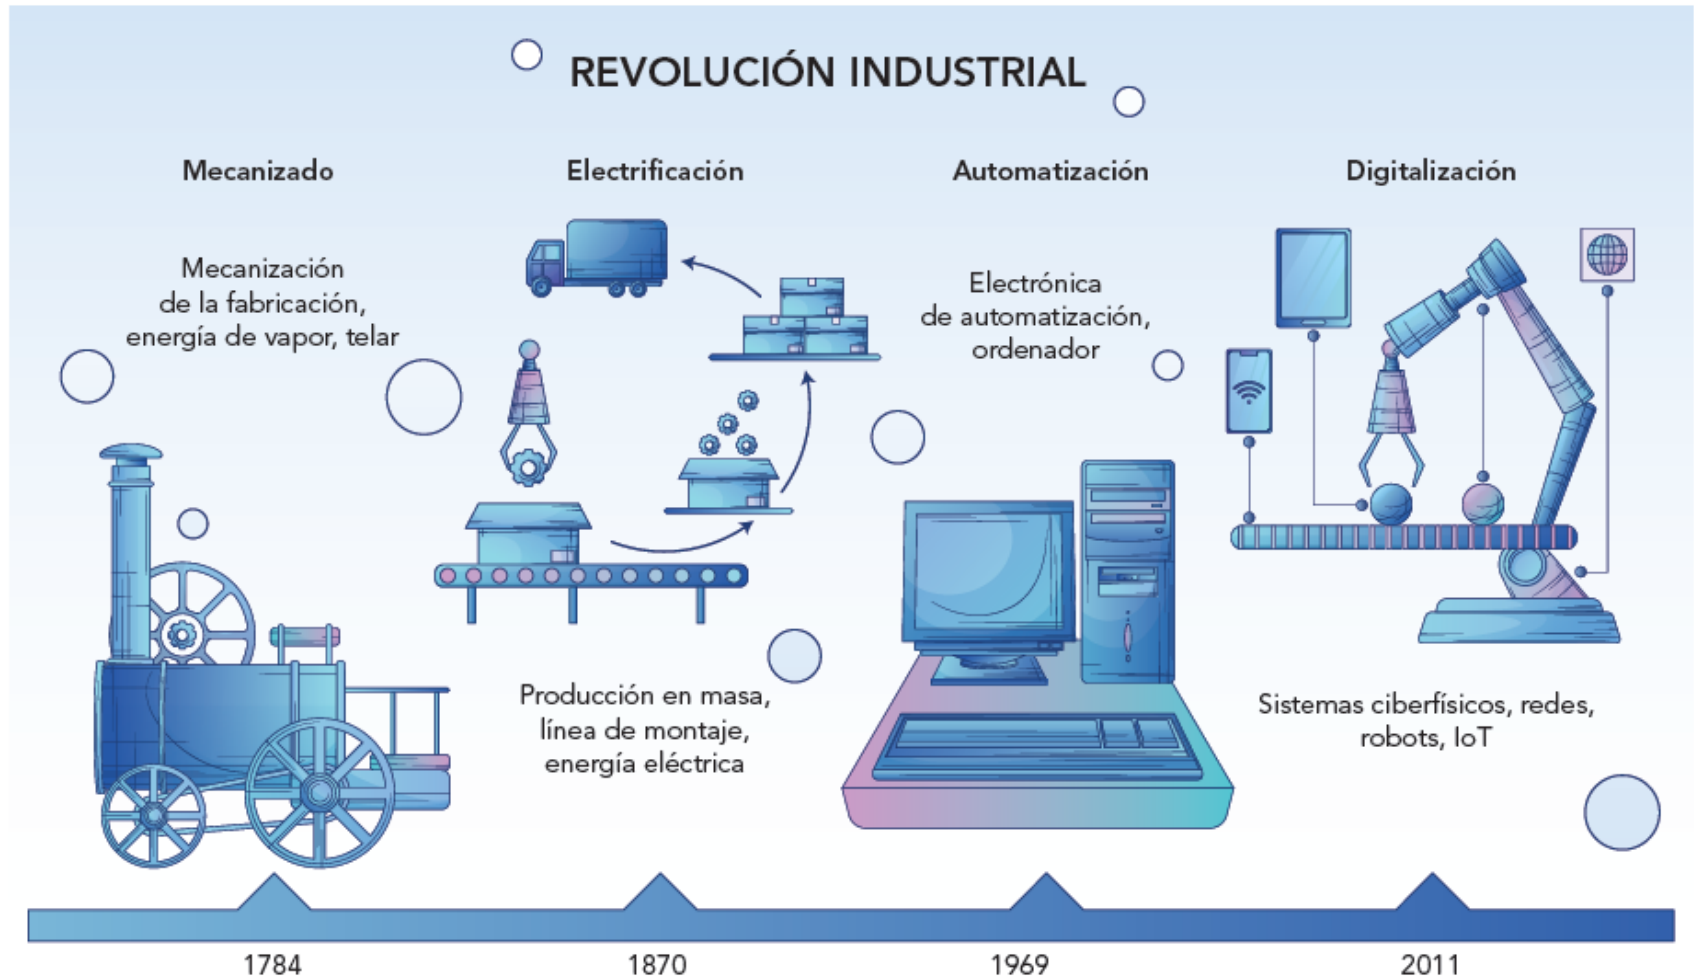 REVOLUCIÓN INDUSTRIAL
Mecanizado
Mecanización
de la fabricación,
energía de vapor, telar
Electrificación
Producción en masa,
línea de montaje,
energía eléctrica
Automatización
Electrónica
de automatización,
ordenador
Digitalización
Sistemas ciberfísicos, redes,
robots, IoT
1784
1870
1969
2011